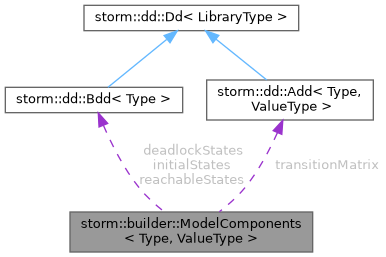 storm::dd::Dd< LibraryType >
storm::dd::Bdd< Type >
storm::dd::Add< Type,
ValueType >
deadlockStates
initialStates
reachableStates
transitionMatrix
storm::builder::ModelComponents
< Type, ValueType >